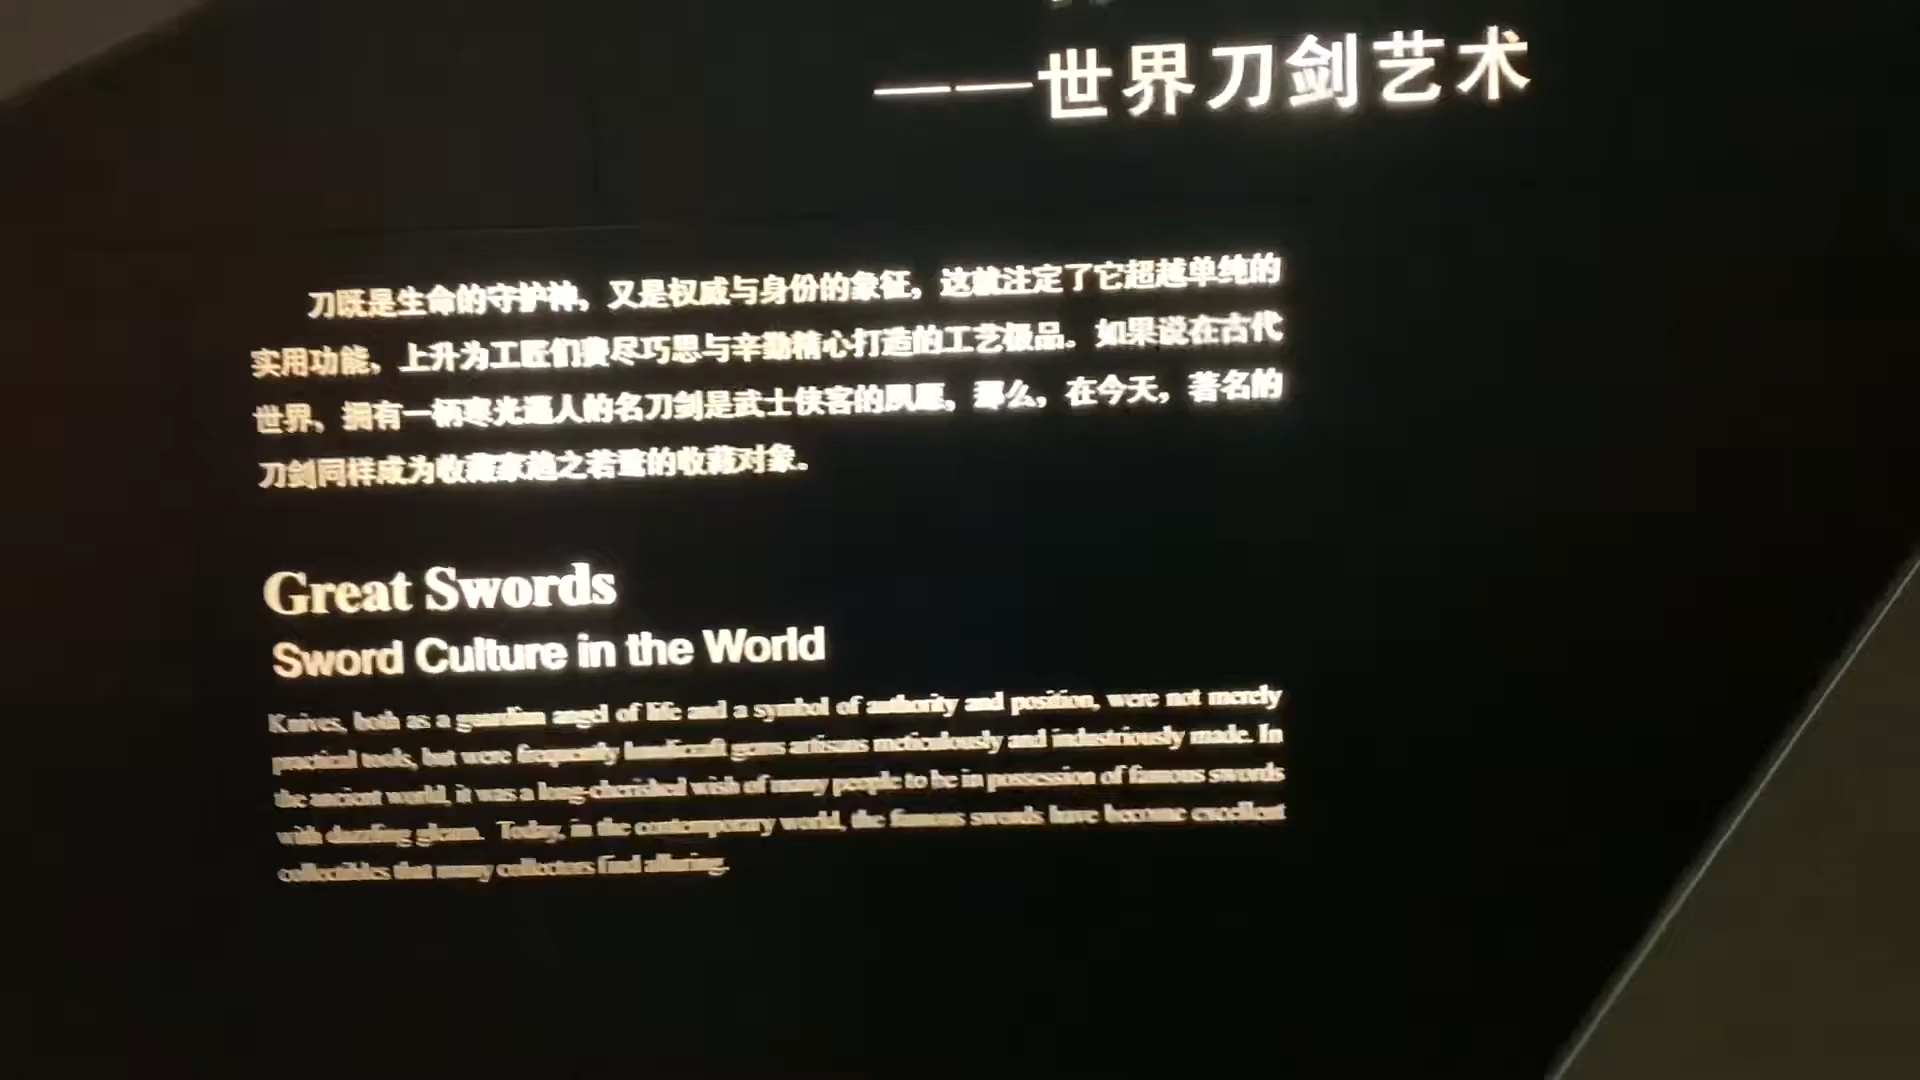 ——世界刀剑艺术
刀既是生命的守护神，又是权威与身份的象征，这就注定了它超越单纯的
实用功能，上升为工匠们费尽巧思与辛勤精心打造的工艺极品。如果说在古代
世界，拥有一柄寒光逼人的名刀剑是武士侠客的夙愿，那么，在今天，著名的
刀剑同样成为收藏家趋之若鹜的收藏对象。
Great Swords
Sword Culture in the World
Knives, both as a guardian angel of life and a symbol of authority and position, were not merely
practical tools, but were frequently handicraft gems artisans meticulously and industriously made. In
the ancient world, it was a long-cherished wish of many people to be in possession of famous swords
with dazzling gleam. Today, in the contemporary world, the famous swords have become excellent
collectibles that many collectors find alluring.